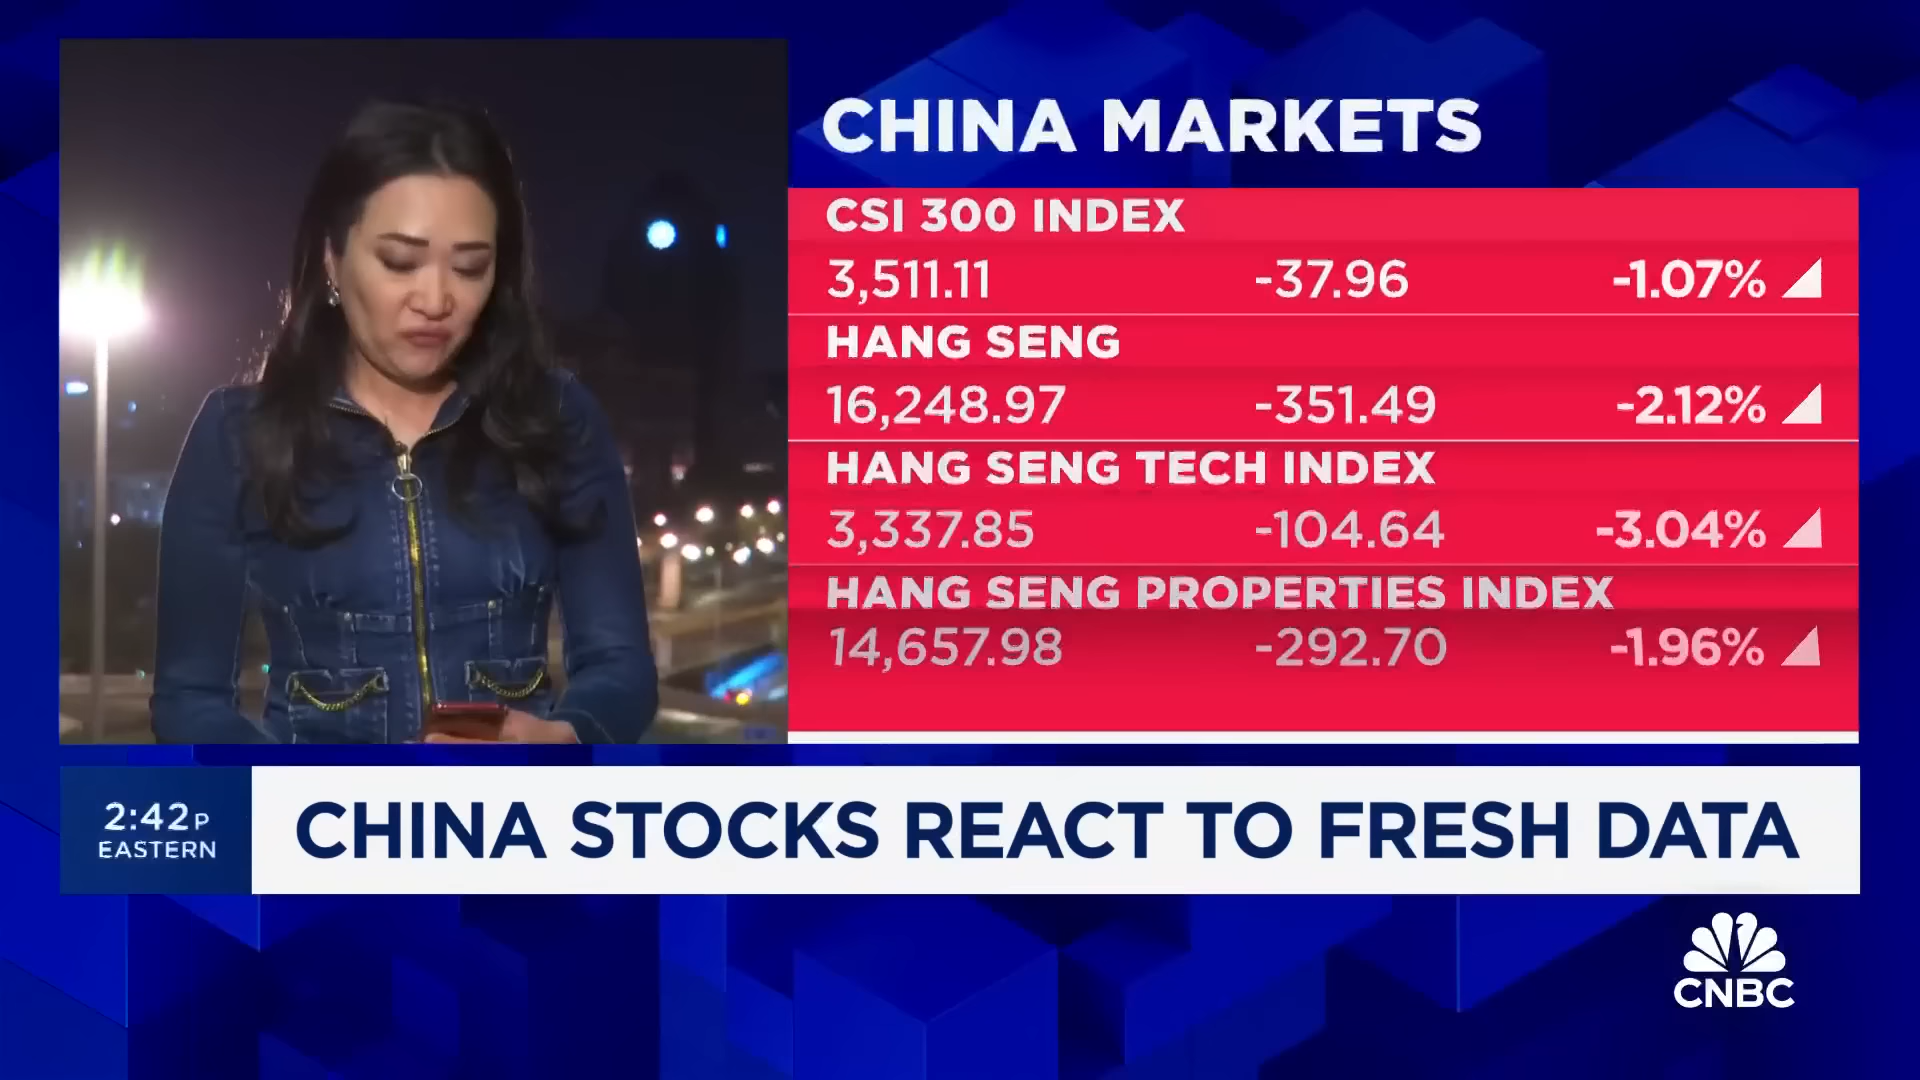 CHINA MARKETS
CSI 300 INDEX
3,511.11 -37.96 -1.07%
HANG SENG
16,248.97 -351.49 -2.12%
HANG SENG TECH INDEX
3,337.85 -104.64 -3.04%
HANG SENG PROPERTIES INDEX
14,657.98 -292.70 -1.96%
2:42P
EASTERN
CHINA STOCKS REACT TO FRESH DATA
CNBC